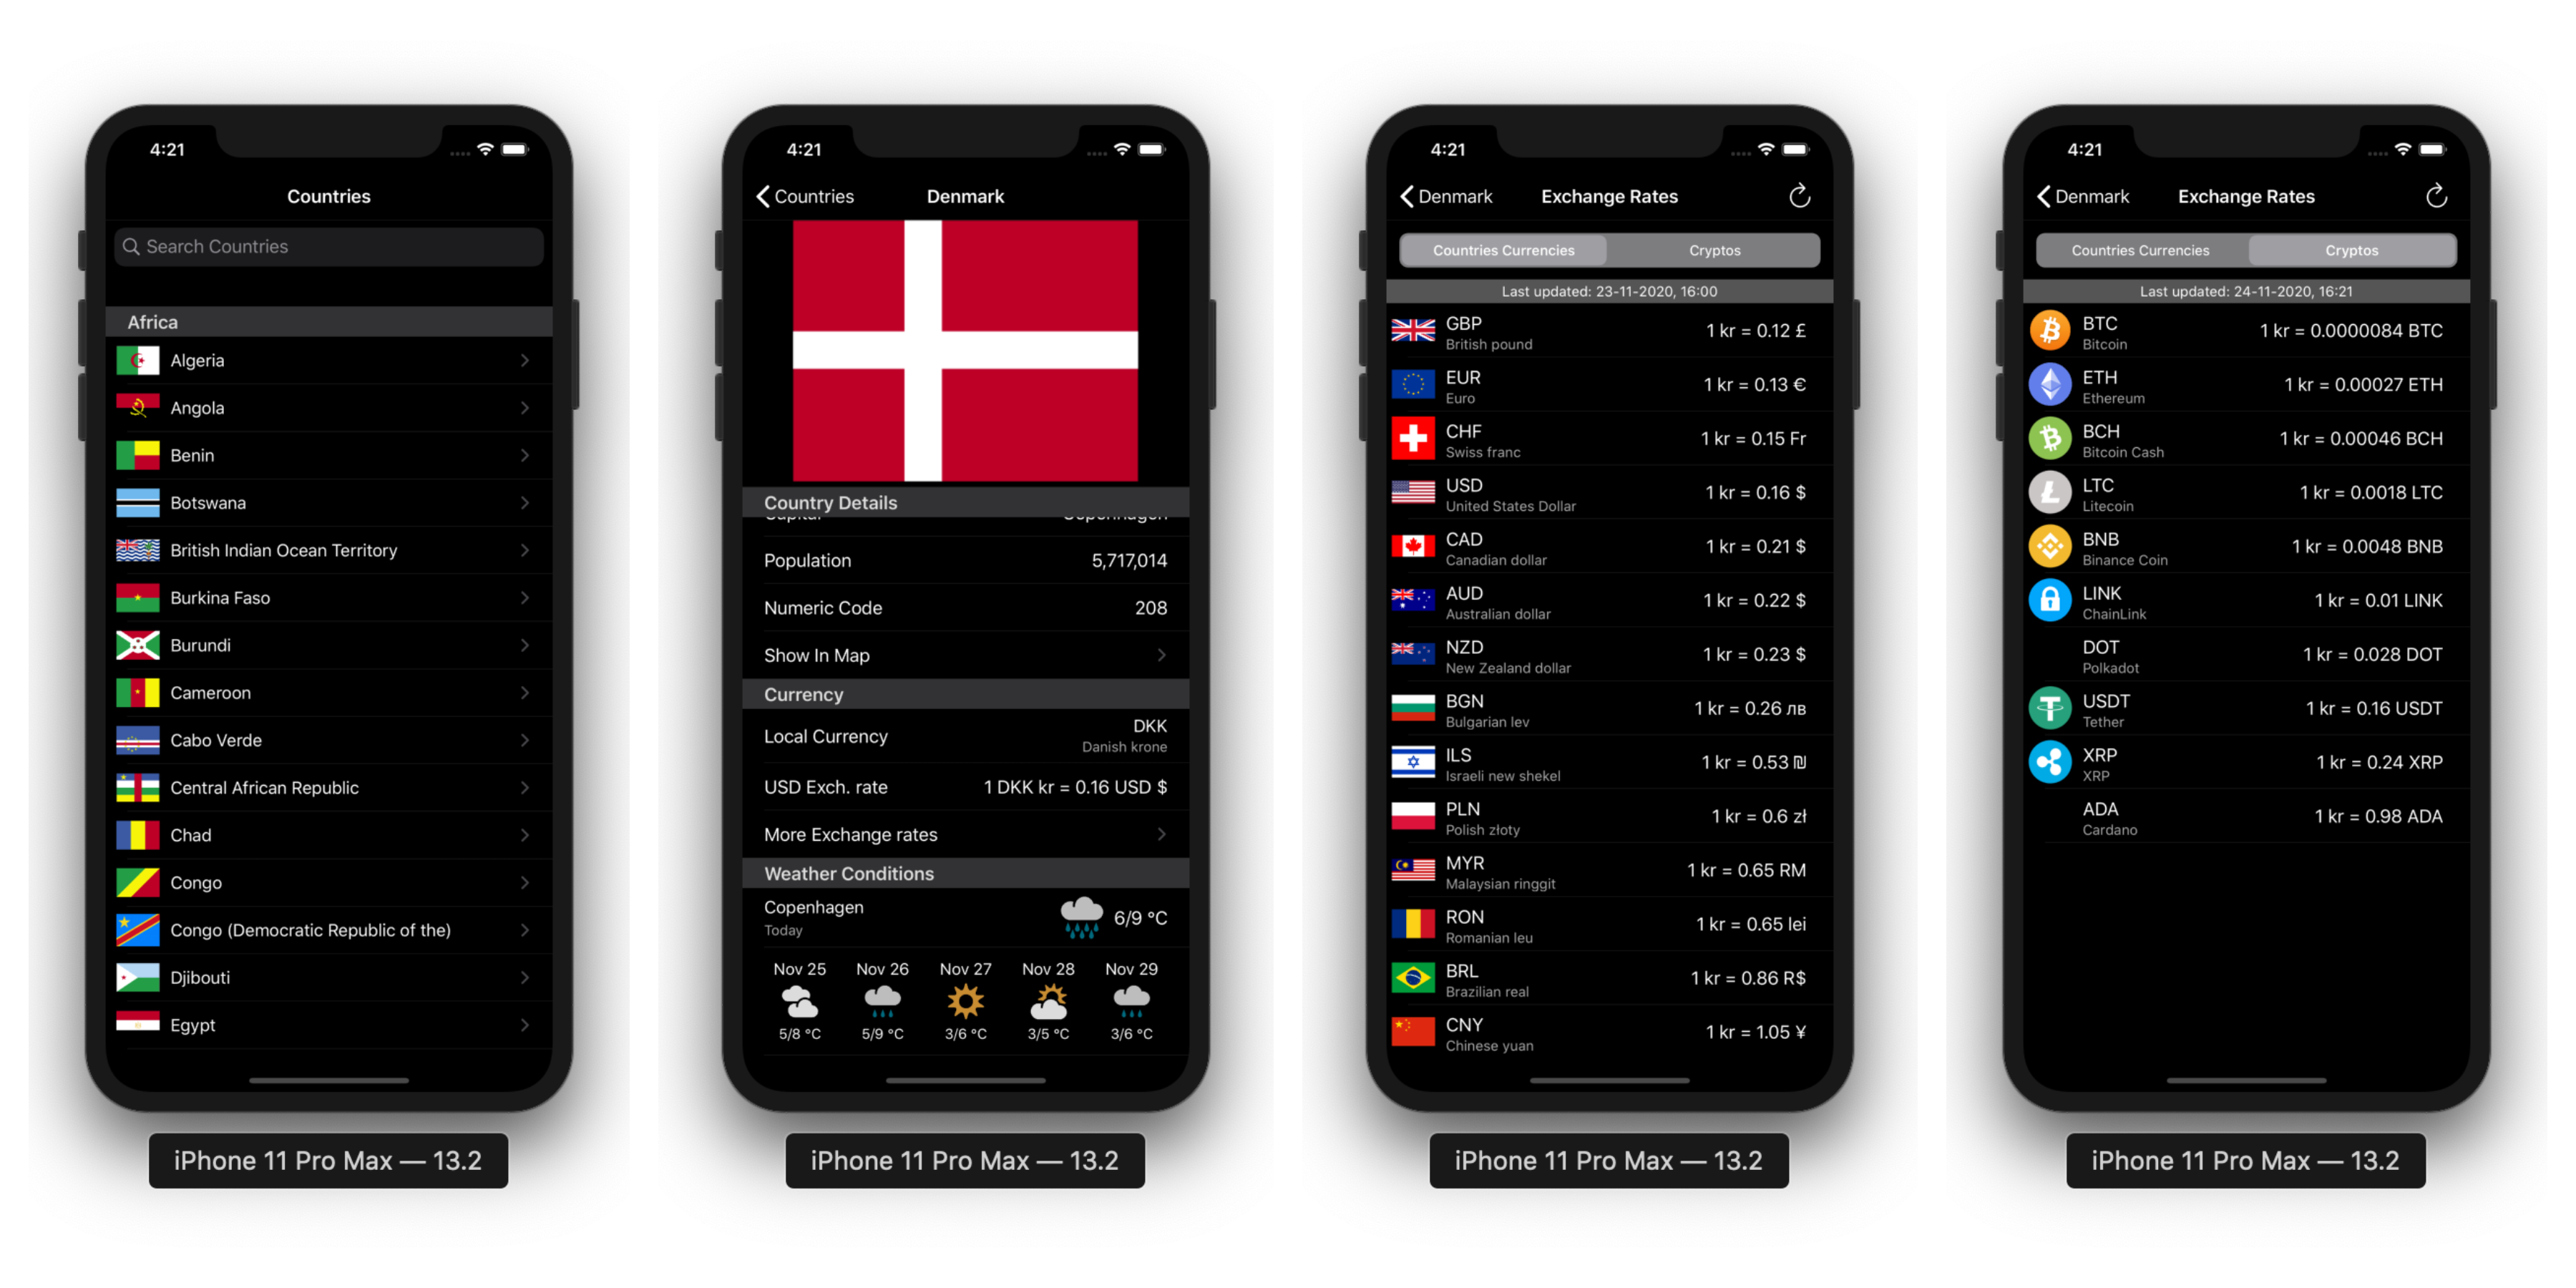 4:21
Countries
Search Countries
Africa
Algeria
Angola
Benin
Botswana
British Indian Ocean Territory
Burkina Faso
Burundi
Cameroon
Cabo Verde
Central African Republic
Chad
Congo
Congo (Democratic Republic of the)
Djibouti
Egypt
iPhone 11 Pro Max — 13.2
4:21
Countries Denmark
Country Details
Capital Copenhagen
Population 5,717,014
Numeric Code 208
Show In Map
Currency
Local Currency DKK
Danish krone
USD Exch. rate 1 DKK kr = 0.16 USD $
More Exchange rates
Weather Conditions
Copenhagen
Today
6/9 °C
Nov 25 Nov 26 Nov 27 Nov 28 Nov 29
5/8 °C 5/9 °C 3/6 °C 3/5 °C 3/6 °C
iPhone 11 Pro Max — 13.2
4:21
Denmark Exchange Rates
Countries Currencies Cryptos
Last updated: 23-11-2020, 16:00
GBP 1 kr = 0.12 £
British pound
EUR 1 kr = 0.13 €
Euro
CHF 1 kr = 0.15 Fr
Swiss franc
USD 1 kr = 0.16 $
United States Dollar
CAD 1 kr = 0.21 $
Canadian dollar
AUD 1 kr = 0.22 $
Australian dollar
NZD 1 kr = 0.23 $
New Zealand dollar
BGN 1 kr = 0.26 лв
Bulgarian lev
ILS 1 kr = 0.53 ₪
Israeli new shekel
PLN 1 kr = 0.6 zł
Polish złoty
MYR 1 kr = 0.65 RM
Malaysian ringgit
RON 1 kr = 0.65 lei
Romanian leu
BRL 1 kr = 0.86 R$
Brazilian real
CNY 1 kr = 1.05 ¥
Chinese yuan
iPhone 11 Pro Max — 13.2
4:21
Denmark Exchange Rates
Countries Currencies Cryptos
Last updated: 24-11-2020, 16:21
BTC 1 kr = 0.0000084 BTC
Bitcoin
ETH 1 kr = 0.00027 ETH
Ethereum
BCH 1 kr = 0.00046 BCH
Bitcoin Cash
LTC 1 kr = 0.0018 LTC
Litecoin
BNB 1 kr = 0.0048 BNB
Binance Coin
LINK 1 kr = 0.01 LINK
ChainLink
DOT 1 kr = 0.028 DOT
Polkadot
USDT 1 kr = 0.16 USDT
Tether
XRP 1 kr = 0.24 XRP
XRP
ADA 1 kr = 0.98 ADA
Cardano
iPhone 11 Pro Max — 13.2